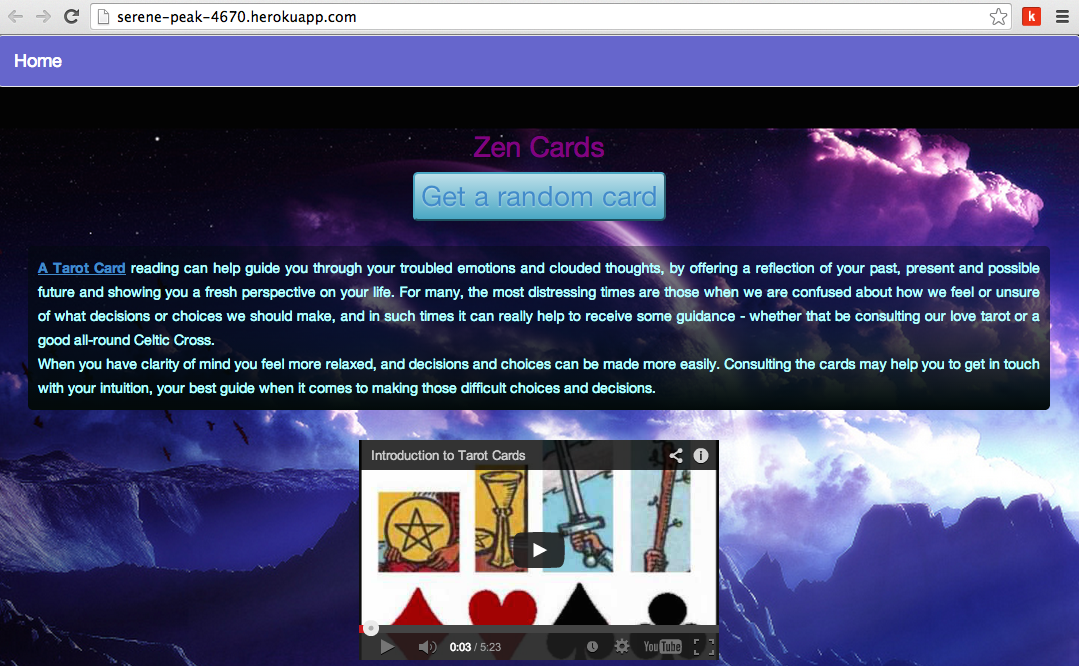 serene-peak-4670.herokuapp.com
k
Home
Zen Cards
Get a random card
A Tarot Card reading can help guide you through your troubled emotions and clouded thoughts, by offering a reflection of your past, present and possible
future and showing you a fresh perspective on your life. For many, the most distressing times are those when we are confused about how we feel or unsure
of what decisions or choices we should make, and in such times it can really help to receive some guidance - whether that be consulting our love tarot or a
good all-round Celtic Cross.
When you have clarity of mind you feel more relaxed, and decisions and choices can be made more easily. Consulting the cards may help you to get in touch
with your intuition, your best guide when it comes to making those difficult choices and decisions.
Introduction to Tarot Cards
0:03 / 5:23
YouTube